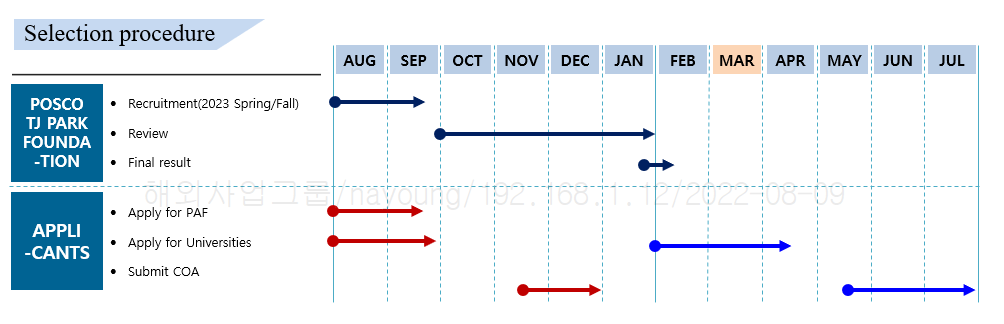 Selection procedure
AUG SEP OCT NOV DEC JAN FEB MAR APR MAY JUN JUL
POSCO
TJ PARK
FOUNDA
-TION
• Recruitment(2023 Spring/Fall)
• Review
• Final result
해외사업그룹/nayoung/192.168.1.12/2022-08-09
APPLI
-CANTS
• Apply for PAF
• Apply for Universities
• Submit COA